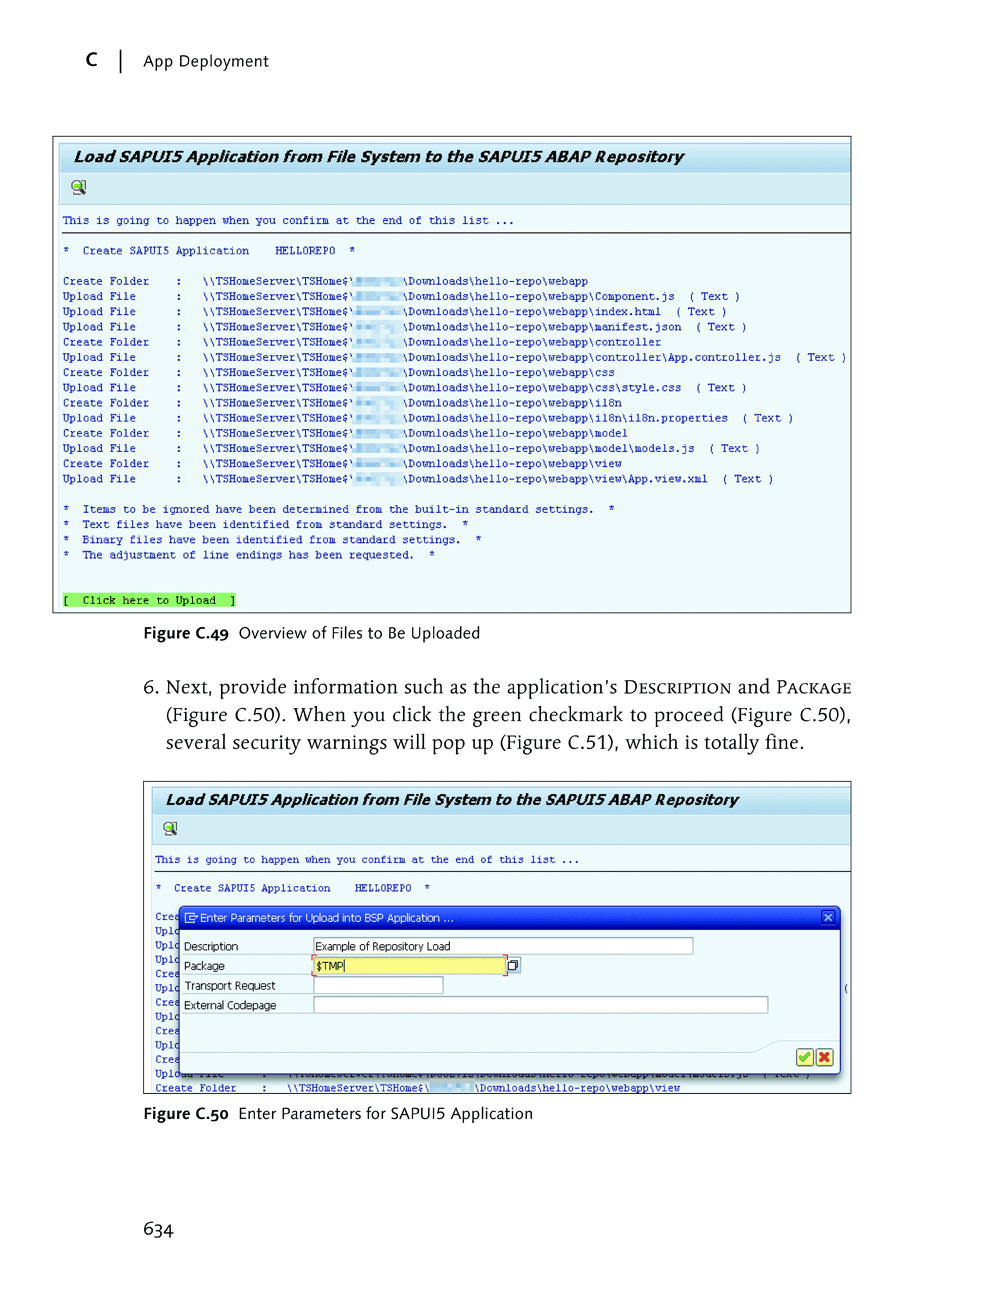 C | App Deployment
Load SAPUI5 Application from File System to the SAPUI5 ABAP Repository
This is going to happen when you confirm at the end of this list ...
* Create SAPUI5 Application HELLOREPO *
Create Folder : \\TSHomeServer\TSHome$\ \Downloads\hello-repo\webapp
Upload File : \\TSHomeServer\TSHome$\ \Downloads\hello-repo\webapp\Component.js ( Text )
Upload File : \\TSHomeServer\TSHome$\ \Downloads\hello-repo\webapp\index.html ( Text )
Upload File : \\TSHomeServer\TSHome$\ \Downloads\hello-repo\webapp\manifest.json ( Text )
Create Folder : \\TSHomeServer\TSHome$\ \Downloads\hello-repo\webapp\controller
Upload File : \\TSHomeServer\TSHome$\ \Downloads\hello-repo\webapp\controller\App.controller.js ( Text )
Create Folder : \\TSHomeServer\TSHome$\ \Downloads\hello-repo\webapp\css
Upload File : \\TSHomeServer\TSHome$\ \Downloads\hello-repo\webapp\css\style.css ( Text )
Create Folder : \\TSHomeServer\TSHome$\ \Downloads\hello-repo\webapp\i18n
Upload File : \\TSHomeServer\TSHome$\ \Downloads\hello-repo\webapp\i18n\i18n.properties ( Text )
Create Folder : \\TSHomeServer\TSHome$\ \Downloads\hello-repo\webapp\model
Upload File : \\TSHomeServer\TSHome$\ \Downloads\hello-repo\webapp\model\models.js ( Text )
Create Folder : \\TSHomeServer\TSHome$\ \Downloads\hello-repo\webapp\view
Upload File : \\TSHomeServer\TSHome$\ \Downloads\hello-repo\webapp\view\App.view.xml ( Text )
* Items to be ignored have been determined from the built-in standard settings. *
* Text files have been identified from standard settings. *
* Binary files have been identified from standard settings. *
* The adjustment of line endings has been requested. *
[ Click here to Upload ]
Figure C.49 Overview of Files to Be Uploaded
6. Next, provide information such as the application's DESCRIPTION and PACKAGE
(Figure C.50). When you click the green checkmark to proceed (Figure C.50),
several security warnings will pop up (Figure C.51), which is totally fine.
Load SAPUI5 Application from File System to the SAPUI5 ABAP Repository
This is going to happen when you confirm at the end of this list ...
* Create SAPUI5 Application HELLOREPO *
Enter Parameters for Upload into BSP Application ...
Description Example of Repository Load
Package $TMP
Transport Request
External Codepage
Create Folder : \\TSHomeServer\TSHome$\ \Downloads\hello-repo\webapp\view
Figure C.50 Enter Parameters for SAPUI5 Application
634